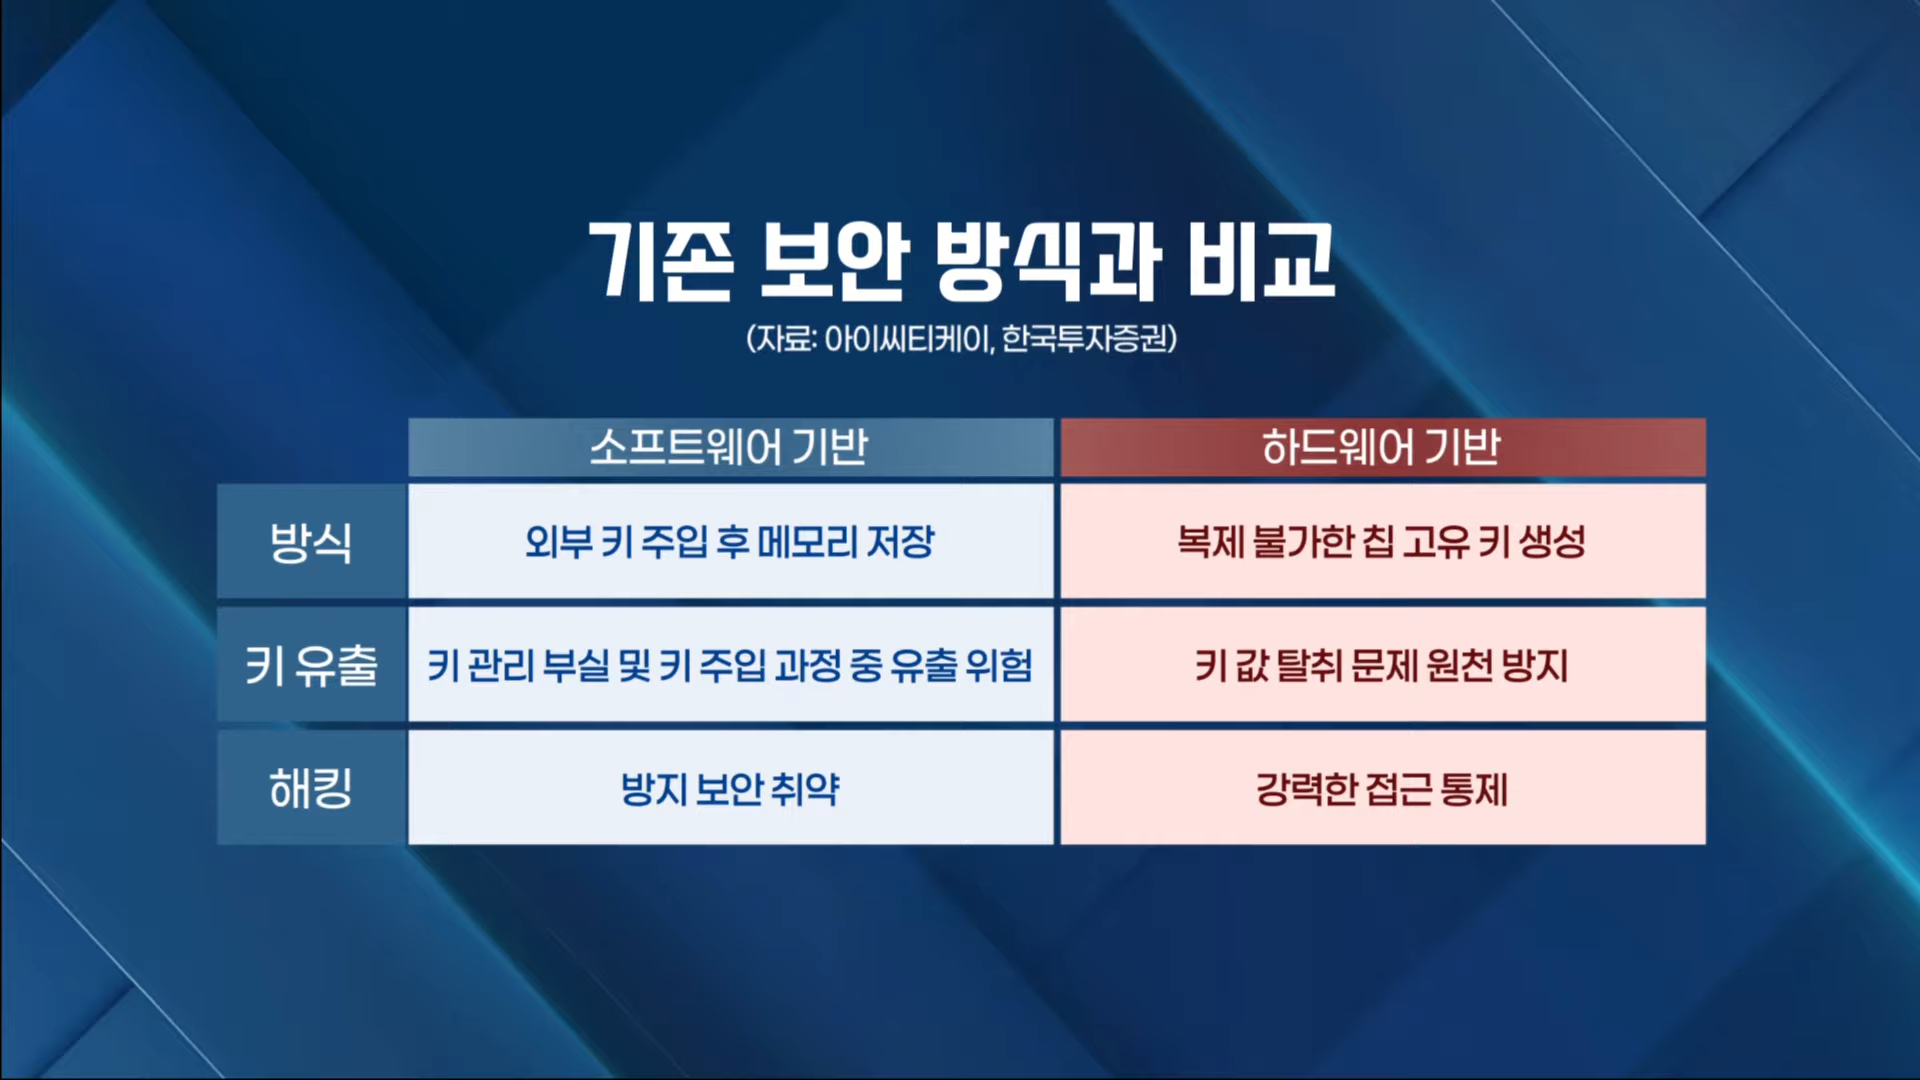 기존 보안 방식과 비교
(자료: 아이씨티케이, 한국투자증권)
소프트웨어 기반
하드웨어 기반
방식
외부 키 주입 후 메모리 저장
복제 불가한 칩 고유 키 생성
키 유출
키 관리 부실 및 키 주입 과정 중 유출 위험
키 값 탈취 문제 원천 방지
해킹
방지 보안 취약
강력한 접근 통제